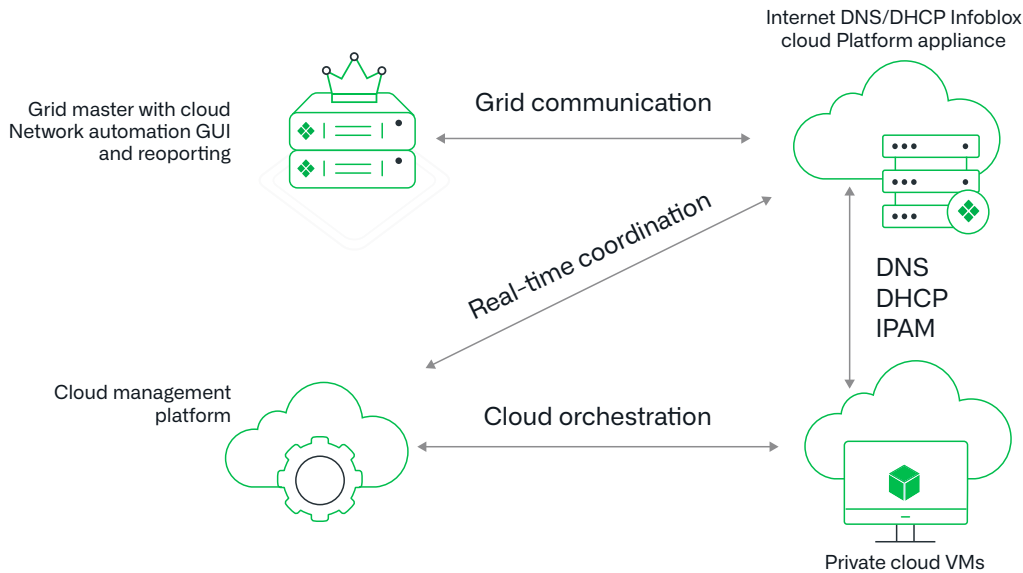 Internet DNS/DHCP Infoblox
cloud Platform appliance
Grid master with cloud
Network automation GUI
and reoporting
Grid communication
Real-time coordination
DNS
DHCP
IPAM
Cloud management
platform
Cloud orchestration
Private cloud VMs